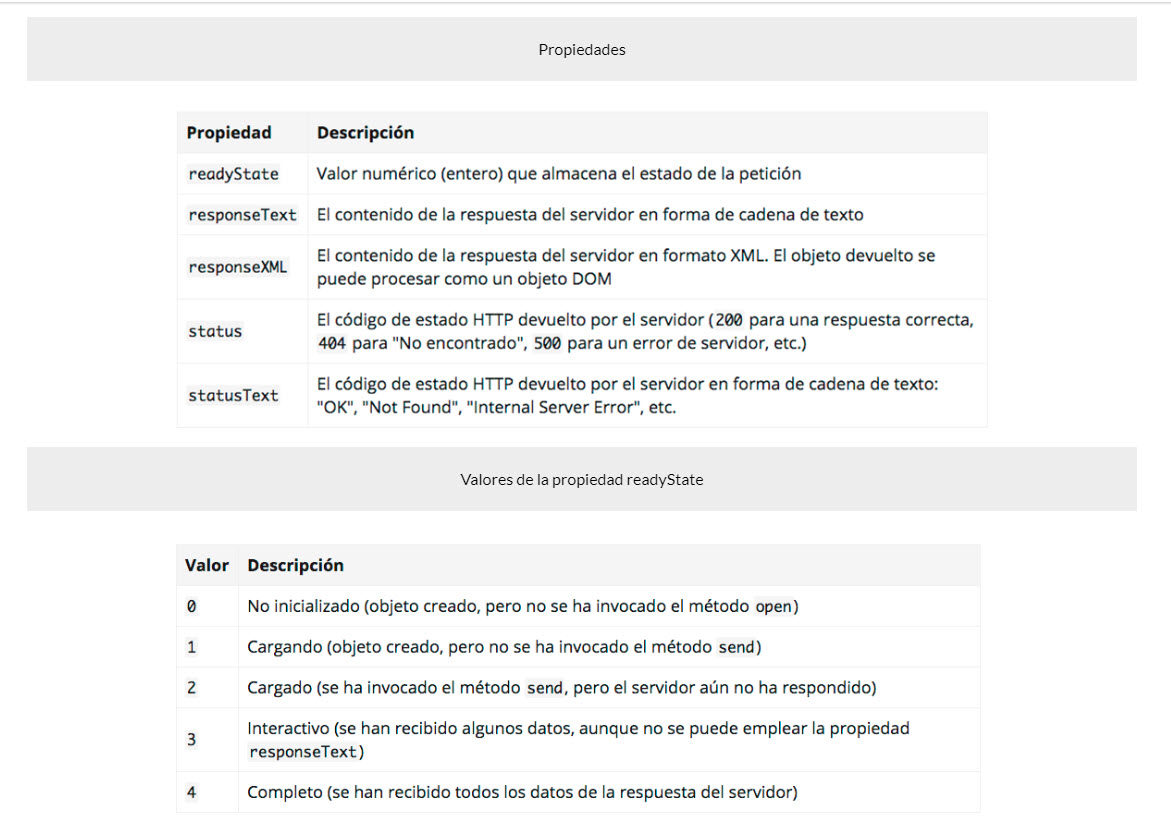 Propiedades
Propiedad Descripción
readyState Valor numérico (entero) que almacena el estado de la petición
responseText El contenido de la respuesta del servidor en forma de cadena de texto
responseXML El contenido de la respuesta del servidor en formato XML. El objeto devuelto se
puede procesar como un objeto DOM
status El código de estado HTTP devuelto por el servidor (200 para una respuesta correcta,
404 para "No encontrado", 500 para un error de servidor, etc.)
statusText El código de estado HTTP devuelto por el servidor en forma de cadena de texto:
"OK", "Not Found", "Internal Server Error", etc.
Valores de la propiedad readyState
Valor Descripción
0 No inicializado (objeto creado, pero no se ha invocado el método open)
1 Cargando (objeto creado, pero no se ha invocado el método send)
2 Cargado (se ha invocado el método send, pero el servidor aún no ha respondido)
3 Interactivo (se han recibido algunos datos, aunque no se puede emplear la propiedad
responseText)
4 Completo (se han recibido todos los datos de la respuesta del servidor)